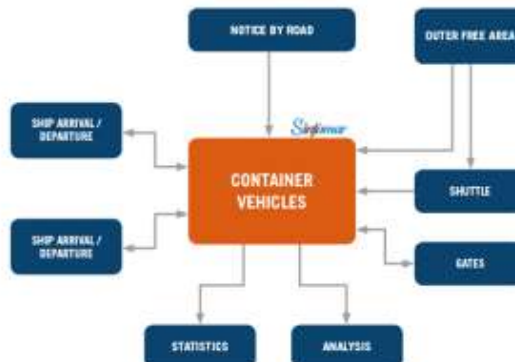 NOTICE BY ROAD
OUTER FREE AREA
SHIP ARRIVAL /
DEPARTURE
CONTAINER
VEHICLES
SHUTTLE
SHIP ARRIVAL /
DEPARTURE
GATES
STATISTICS
ANALYSIS